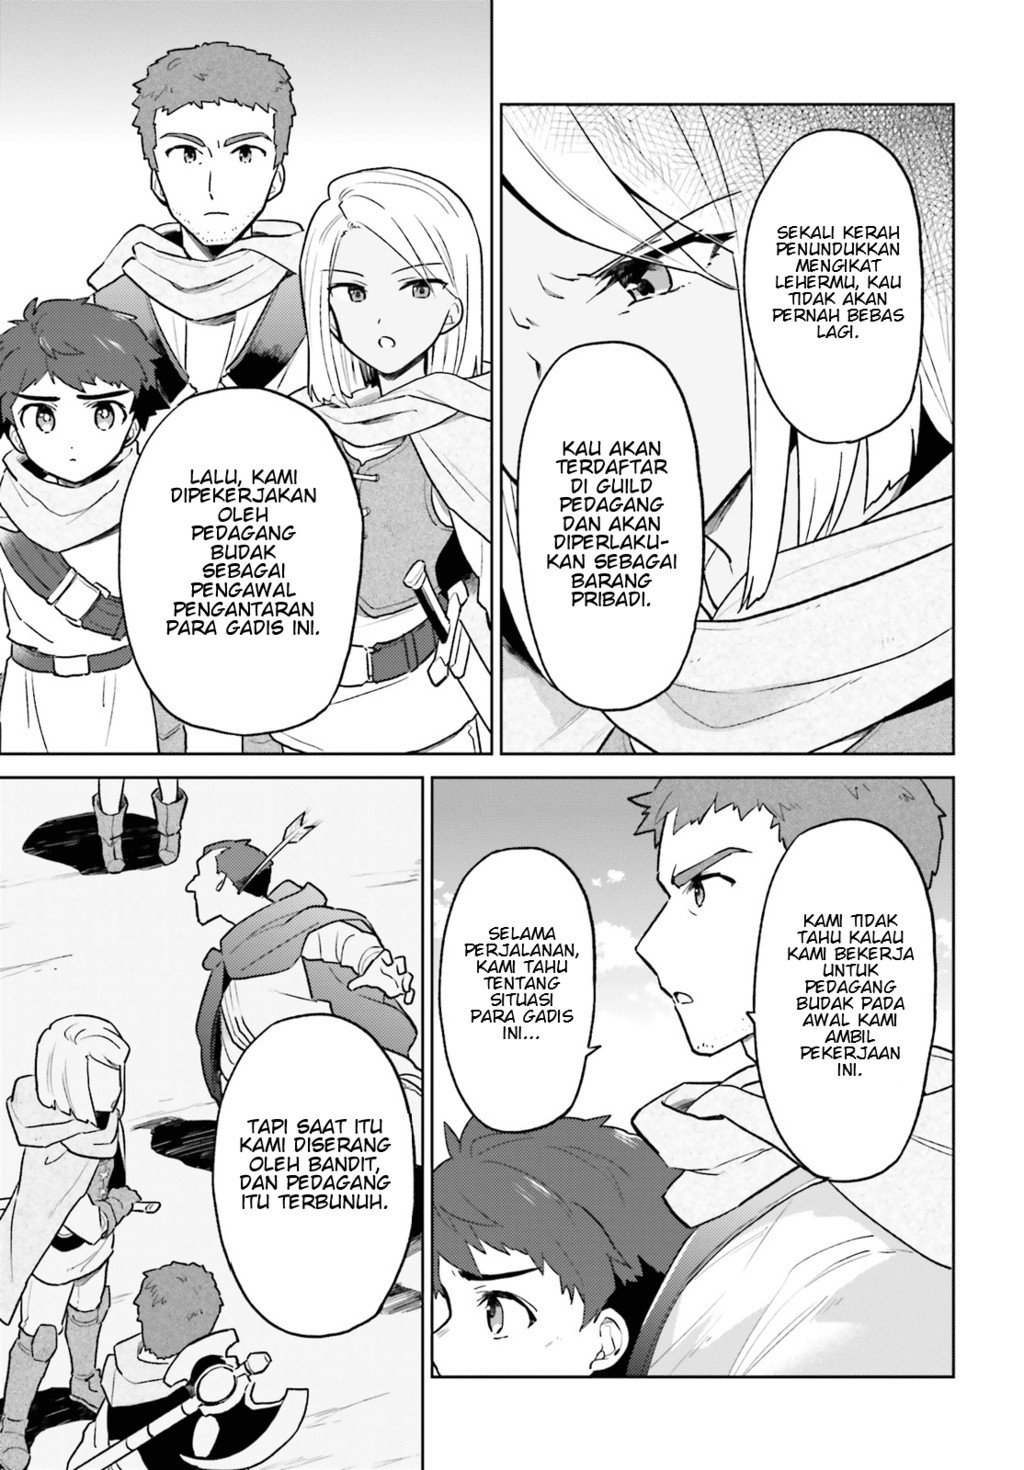 SEKALI KERAH
PENUNDUKKAN
MENGIKAT
LEHERMU, KAU
TIDAK AKAN
PERNAH BEBAS
LAGI.
KAU AKAN
TERDAFTAR
DI GUILD
PEDAGANG
DAN AKAN
DIPERLAKU-
KAN SEBAGAI
BARANG
PRIBADI.
LALU, KAMI
DIPEKERJAKAN
OLEH
PEDAGANG
BUDAK
SEBAGAI
PENGAWAL
PENGANTARAN
PARA GADIS INI.
KAMI TIDAK
TAHU KALAU
KAMI BEKERJA
UNTUK
PEDAGANG
BUDAK PADA
AWAL KAMI
AMBIL
PEKERJAAN
INI.
SELAMA
PERJALANAN,
KAMI TAHU
TENTANG
SITUASI
PARA GADIS
INI...
TAPI SAAT ITU
KAMI DISERANG
OLEH BANDIT,
DAN PEDAGANG
ITU TERBUNUH.